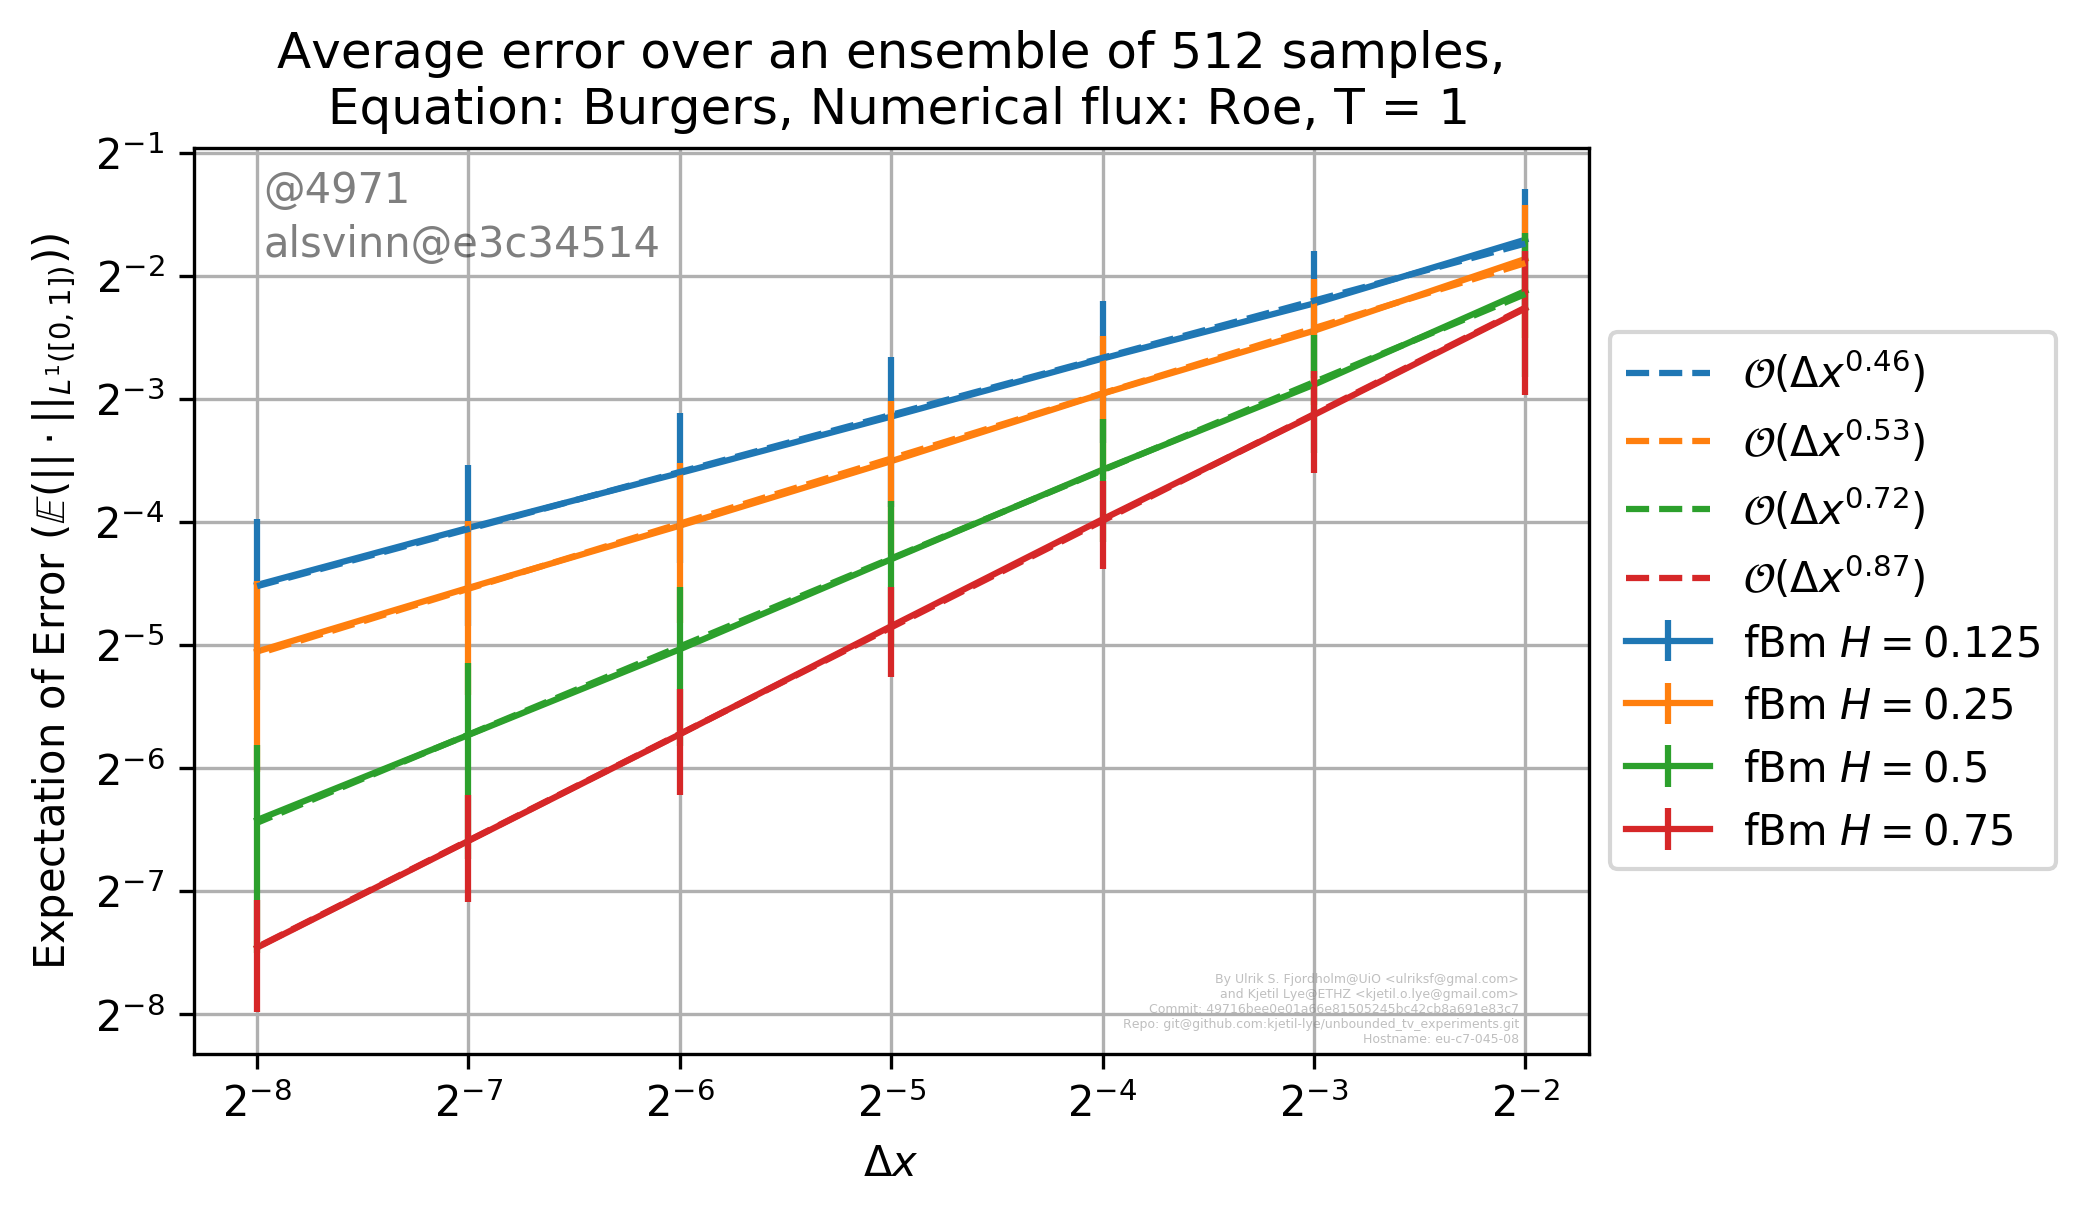 Average error over an ensemble of 512 samples,
Equation: Burgers, Numerical flux: Roe, T = 1
Expectation of Error (𝔼(||·||_{L^1([0,1])}))
2^{-1}
2^{-2}
2^{-3}
2^{-4}
2^{-5}
2^{-6}
2^{-7}
2^{-8}
@4971
alsvinn@e3c34514
By Ulrik S. Fjordholm@UiO <ulriksf@gmal.com>
and Kjetil Lye@ETHZ <kjetil.o.lye@gmail.com>
Commit: 49716bee0e01a66e81505245bc42cb8a691e83c7
Repo: git@github.com:kjetil-lye/unbounded_tv_experiments.git
Hostname: eu-c7-045-08
2^{-8} 2^{-7} 2^{-6} 2^{-5} 2^{-4} 2^{-3} 2^{-2}
Δx
𝒪(Δx^{0.46})
𝒪(Δx^{0.53})
𝒪(Δx^{0.72})
𝒪(Δx^{0.87})
fBm H = 0.125
fBm H = 0.25
fBm H = 0.5
fBm H = 0.75